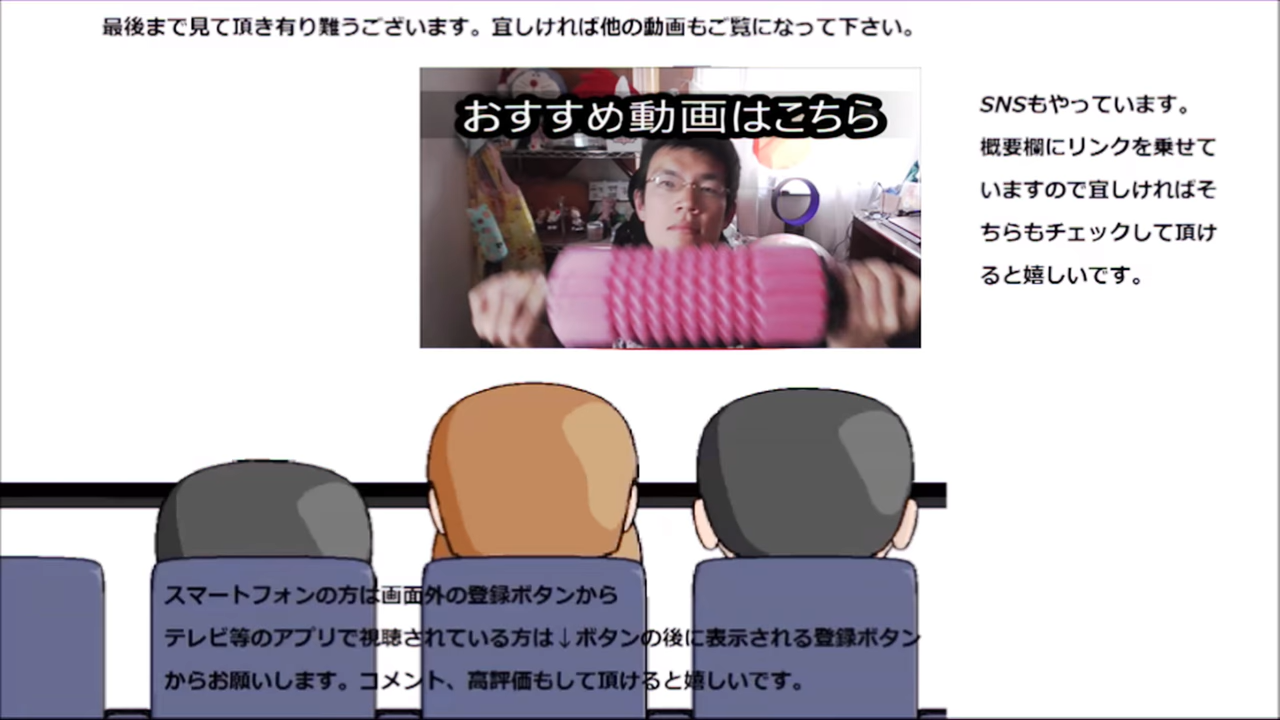 最後まで見て頂き有り難うございます。宜しければ他の動画もご覧になって下さい。
おすすめ動画はこちら
SNSもやっています。
概要欄にリンクを乗せて
いますので宜しければそ
ちらもチェックして頂け
ると嬉しいです。
スマートフォンの方は画面外の登録ボタンから
テレビ等のアプリで視聴されている方は↓ボタンの後に表示される登録ボタン
からお願いします。コメント、高評価もして頂けると嬉しいです。